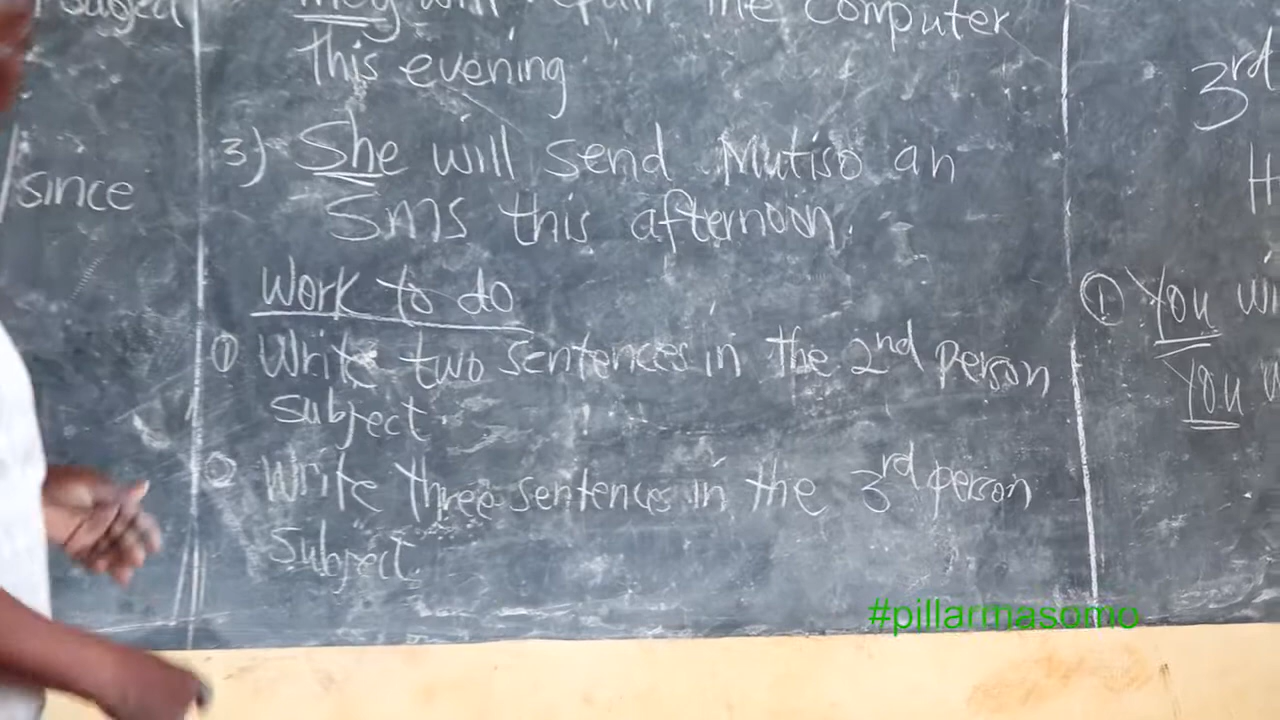 subject
/since
They will repair the computer
This evening
3) She will send Mutiso an
SMS this afternoon.
Work to do
① Write two sentences in the 2nd Person
subject.
② Write three sentences in the 3rd person
Subject.
3rd
H
① You wi
You w
#pillarmasomo